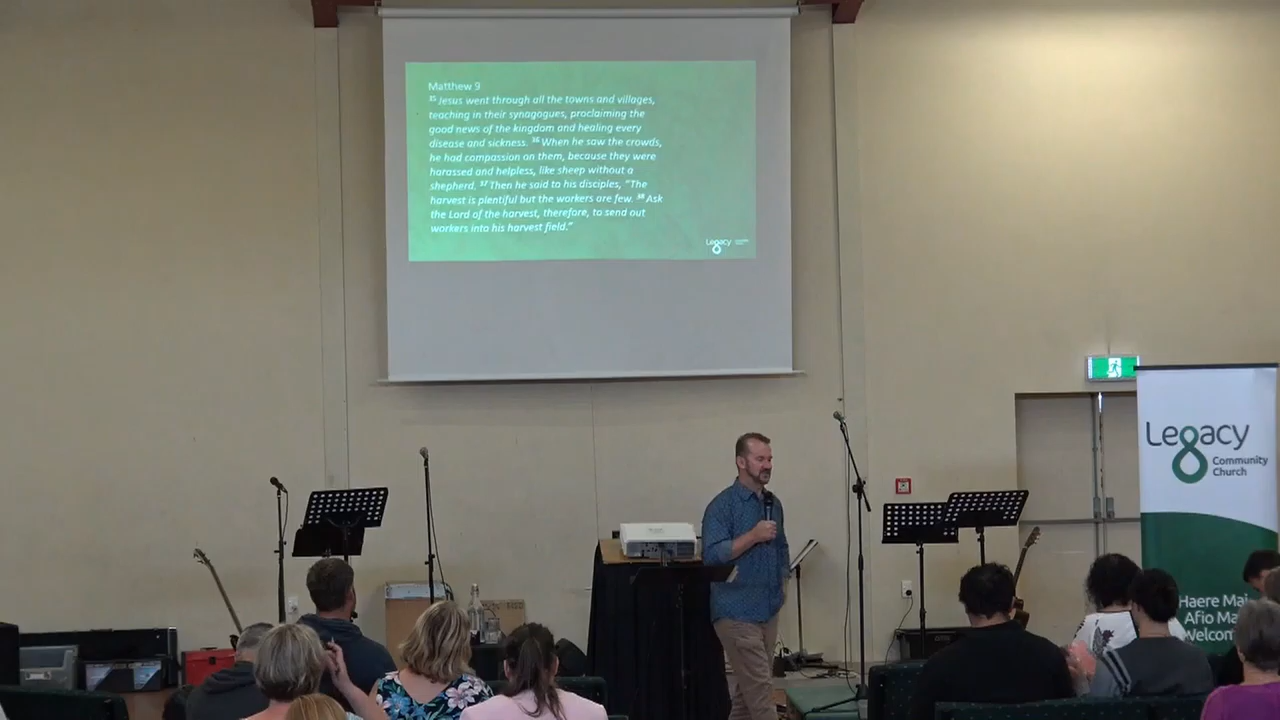 Matthew 9
35 Jesus went through all the towns and villages,
teaching in their synagogues, proclaiming the
good news of the kingdom and healing every
disease and sickness. 36 When he saw the crowds,
he had compassion on them, because they were
harassed and helpless, like sheep without a
shepherd. 37 Then he said to his disciples, "The
harvest is plentiful but the workers are few. 38 Ask
the Lord of the harvest, therefore, to send out
workers into his harvest field."
Legacy
Legacy
Community
Church
Haere Mai
Afio Ma
Welcom